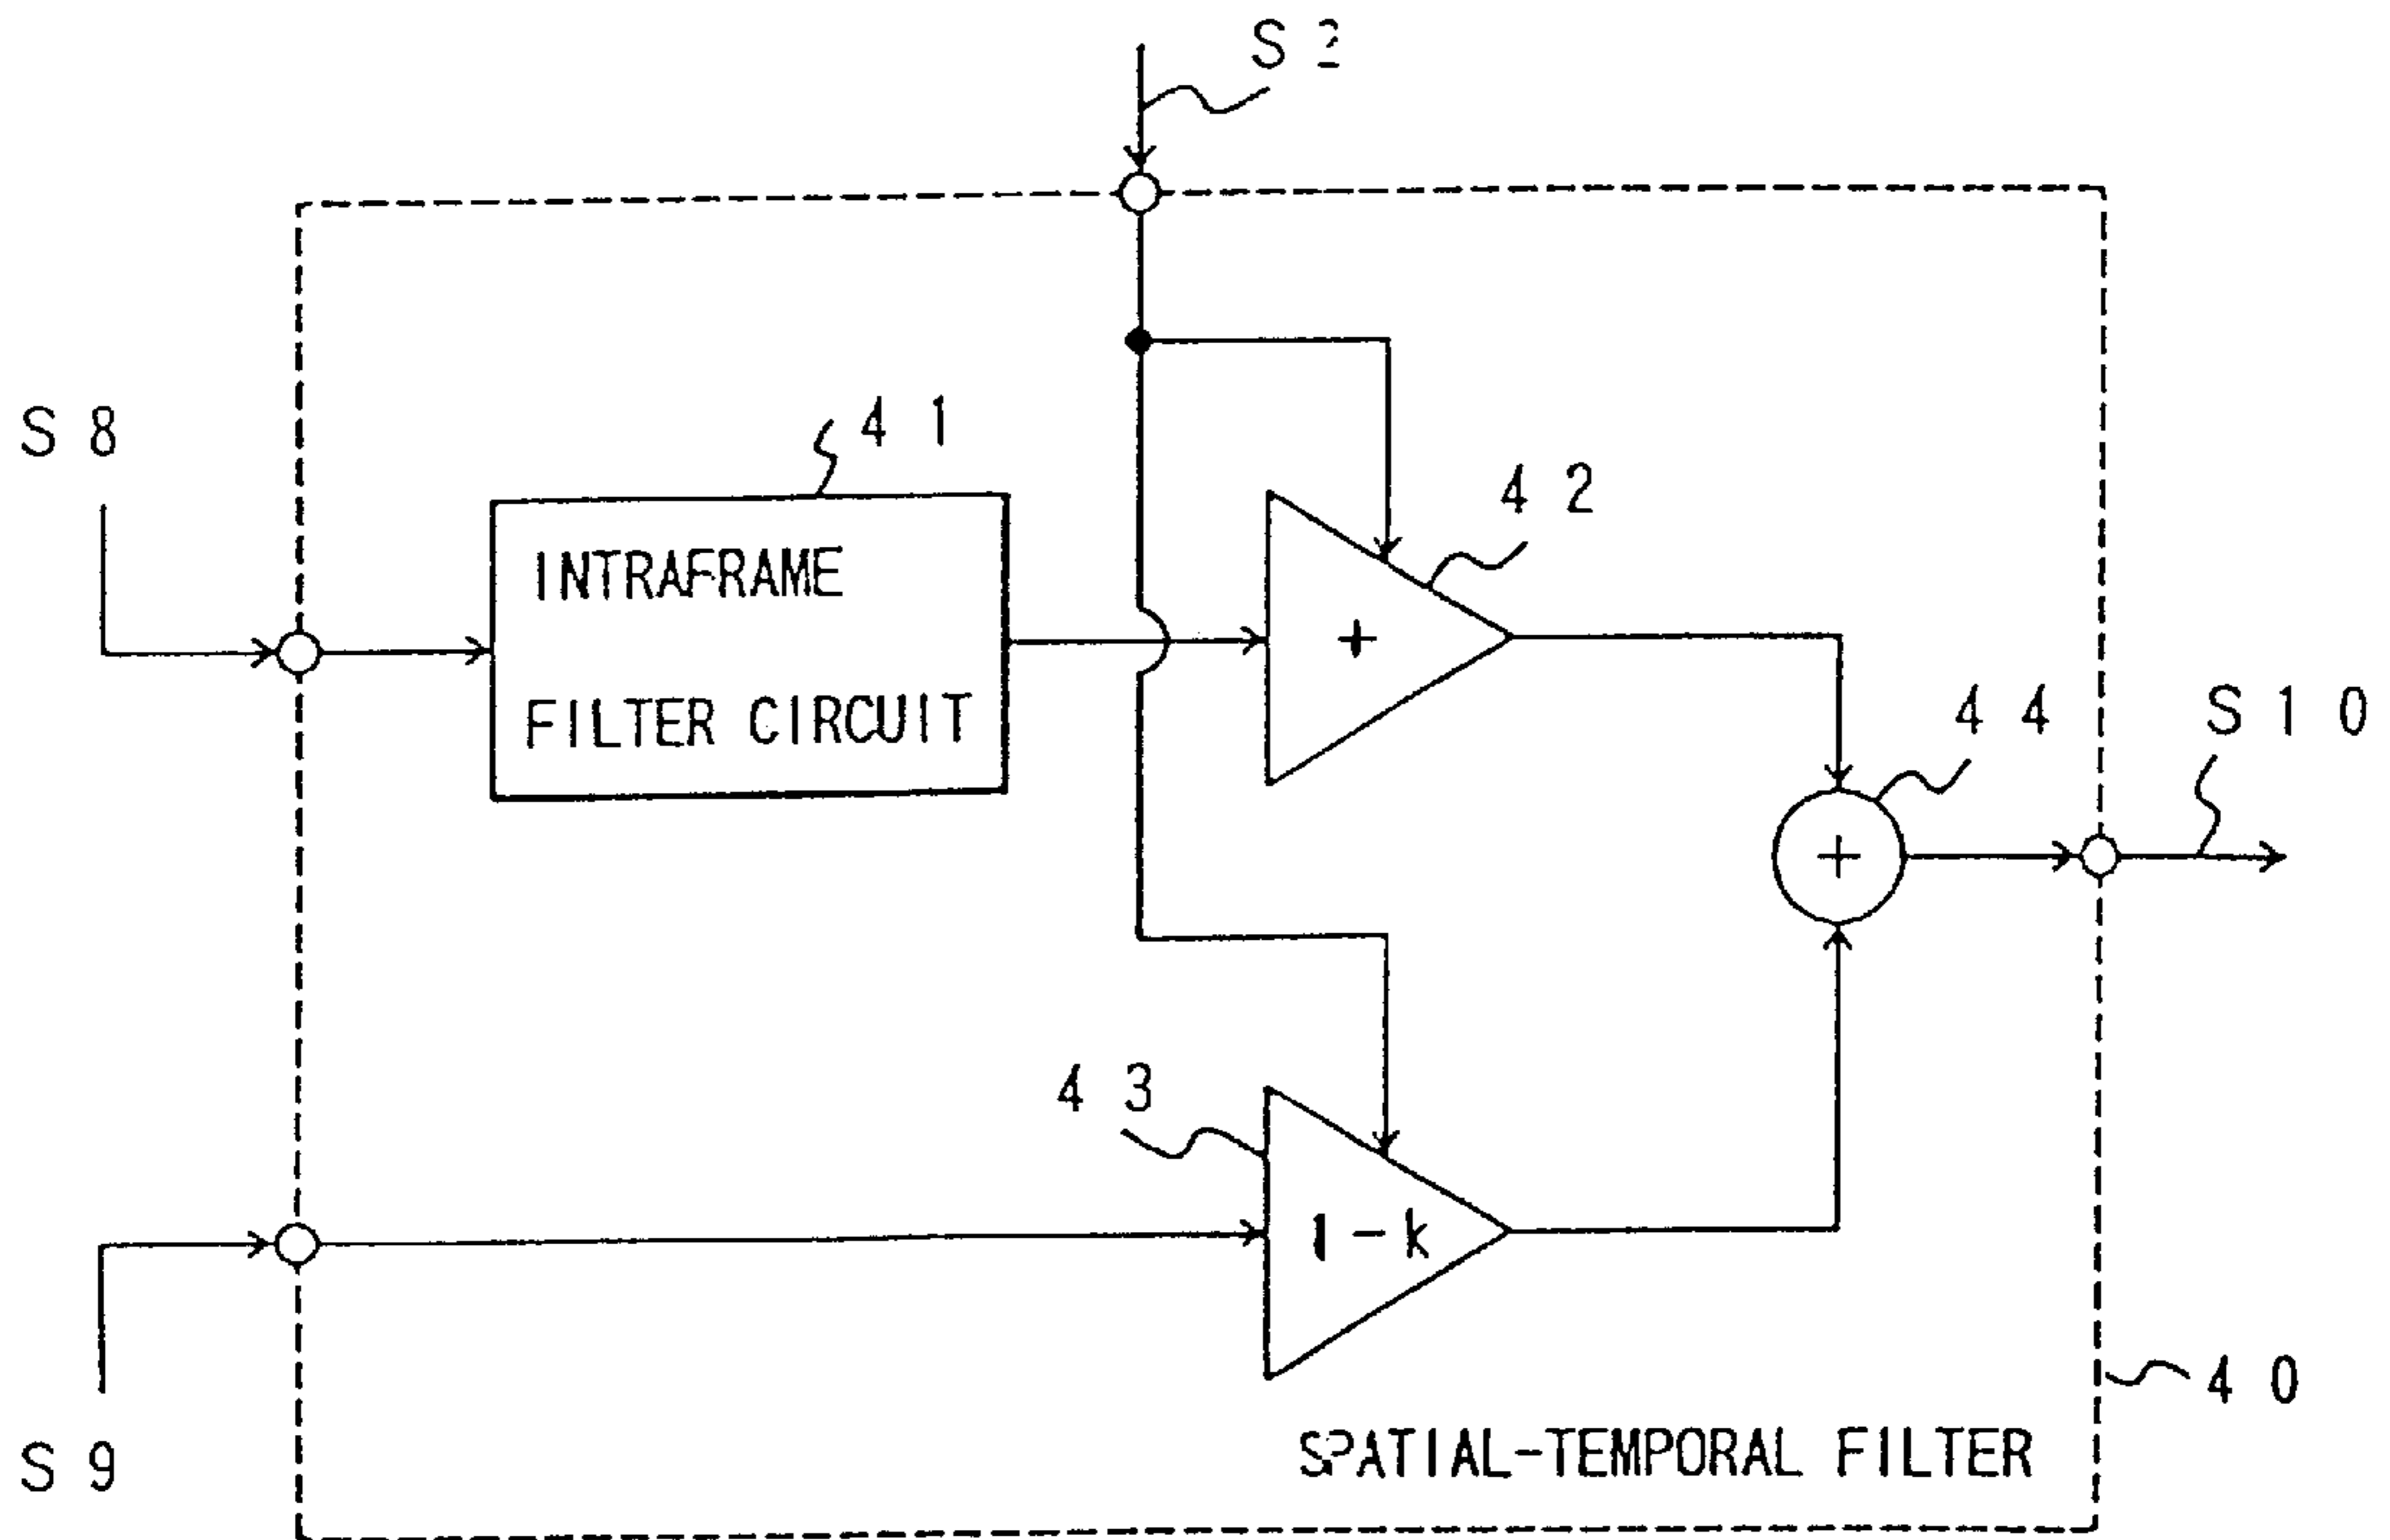 S 2
S 8
4 1
INTRAFRAME
FILTER CIRCUIT
4 2
+
4 4
+
S 1 0
4 3
1 - k
4 0
SPATIAL-TEMPORAL FILTER
S 9